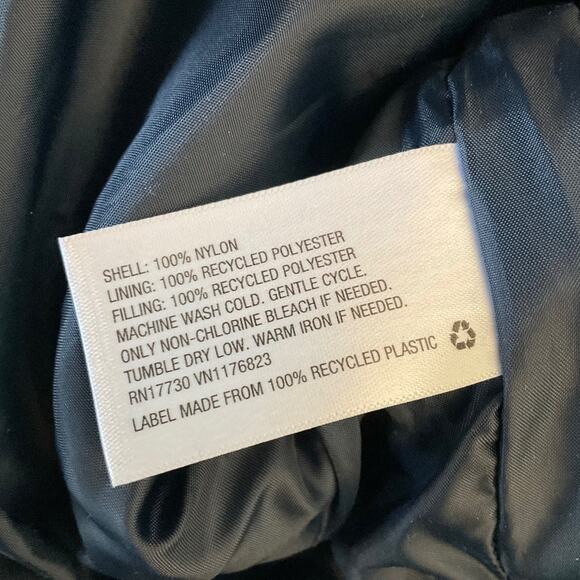 SHELL: 100% NYLON
LINING: 100% RECYCLED POLYESTER
FILLING: 100% RECYCLED POLYESTER
MACHINE WASH COLD. GENTLE CYCLE.
ONLY NON-CHLORINE BLEACH IF NEEDED.
TUMBLE DRY LOW. WARM IRON IF NEEDED.
RN17730 VN1176823
LABEL MADE FROM 100% RECYCLED PLASTIC